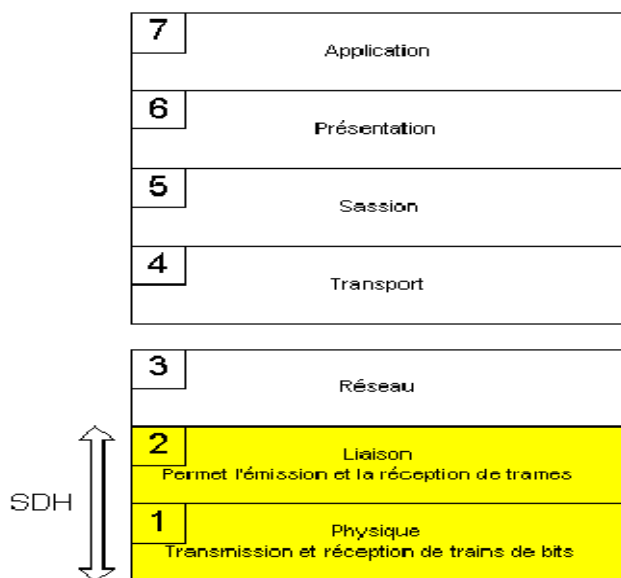 7
Application
6
Présentation
5
Sassion
4
Transport
3
Réseau
2
Liaison
Permet l'émission et la réception de trames
SDH
1
Physique
Transmission et réception de trains de bits